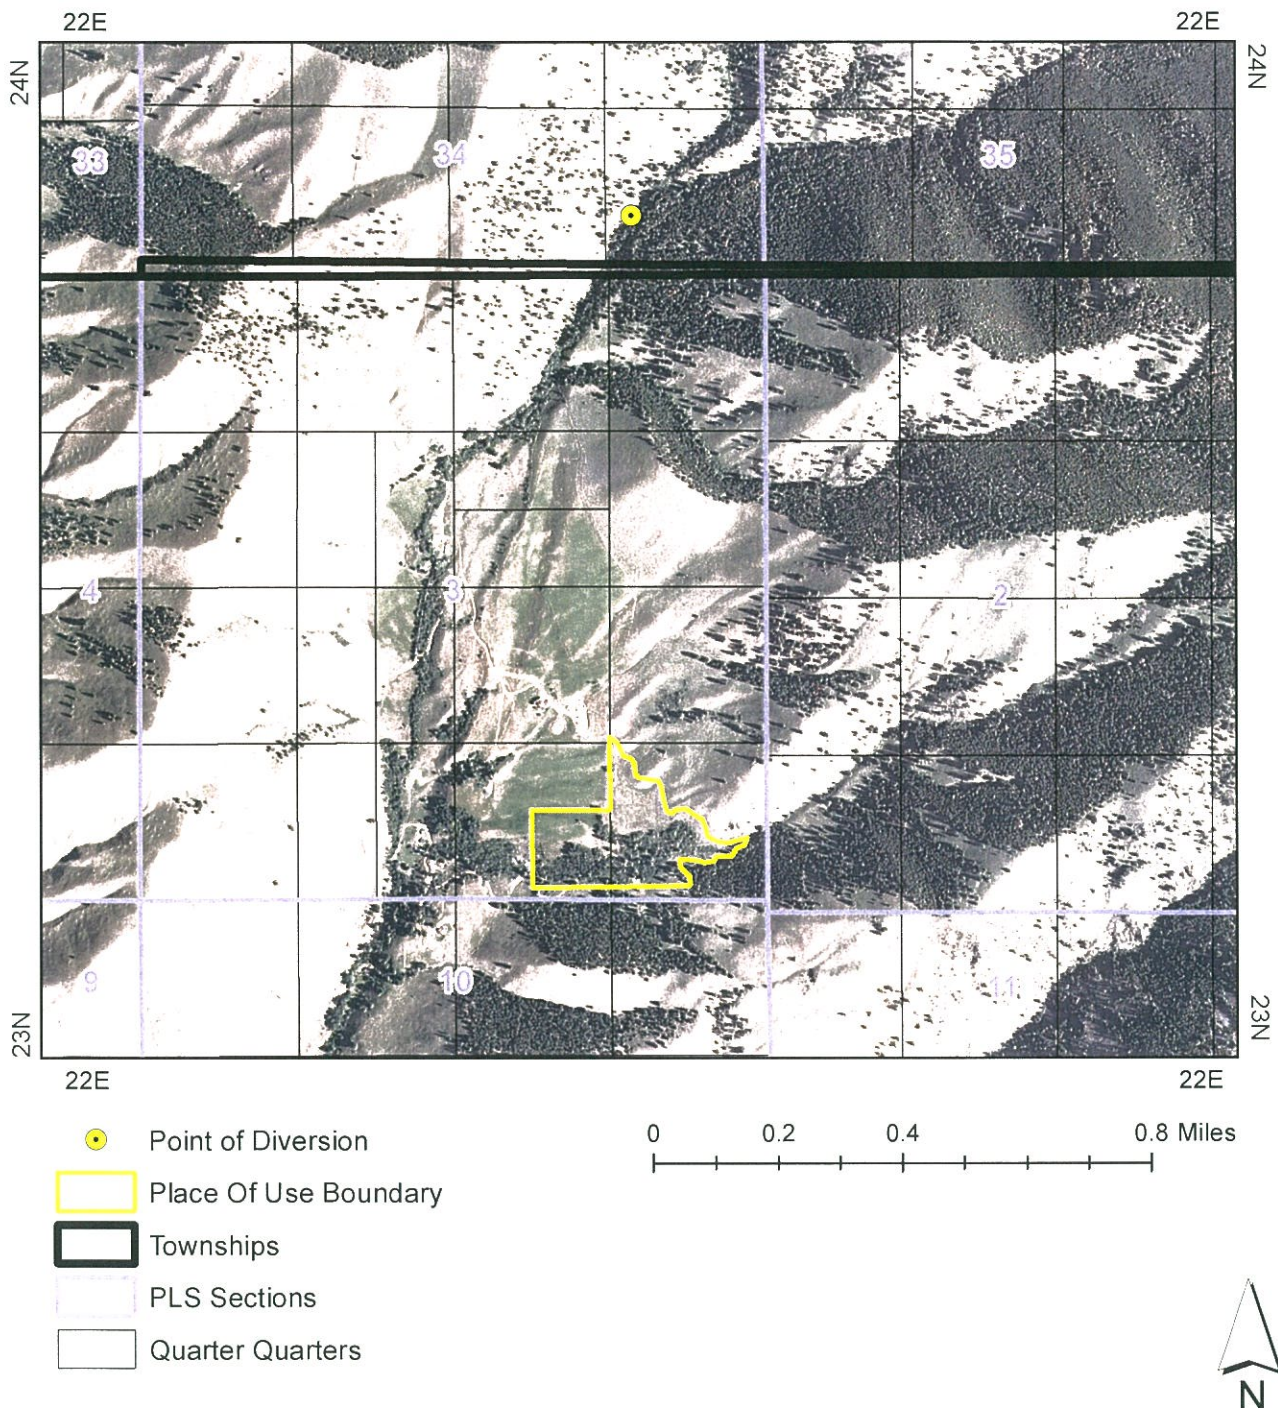 22E 22E
24N 24N
33 34 35
4 3 2
9 10 11
23N 23N
22E 22E
Point of Diversion
0 0.2 0.4 0.8 Miles
Place Of Use Boundary
Townships
PLS Sections
Quarter Quarters
N